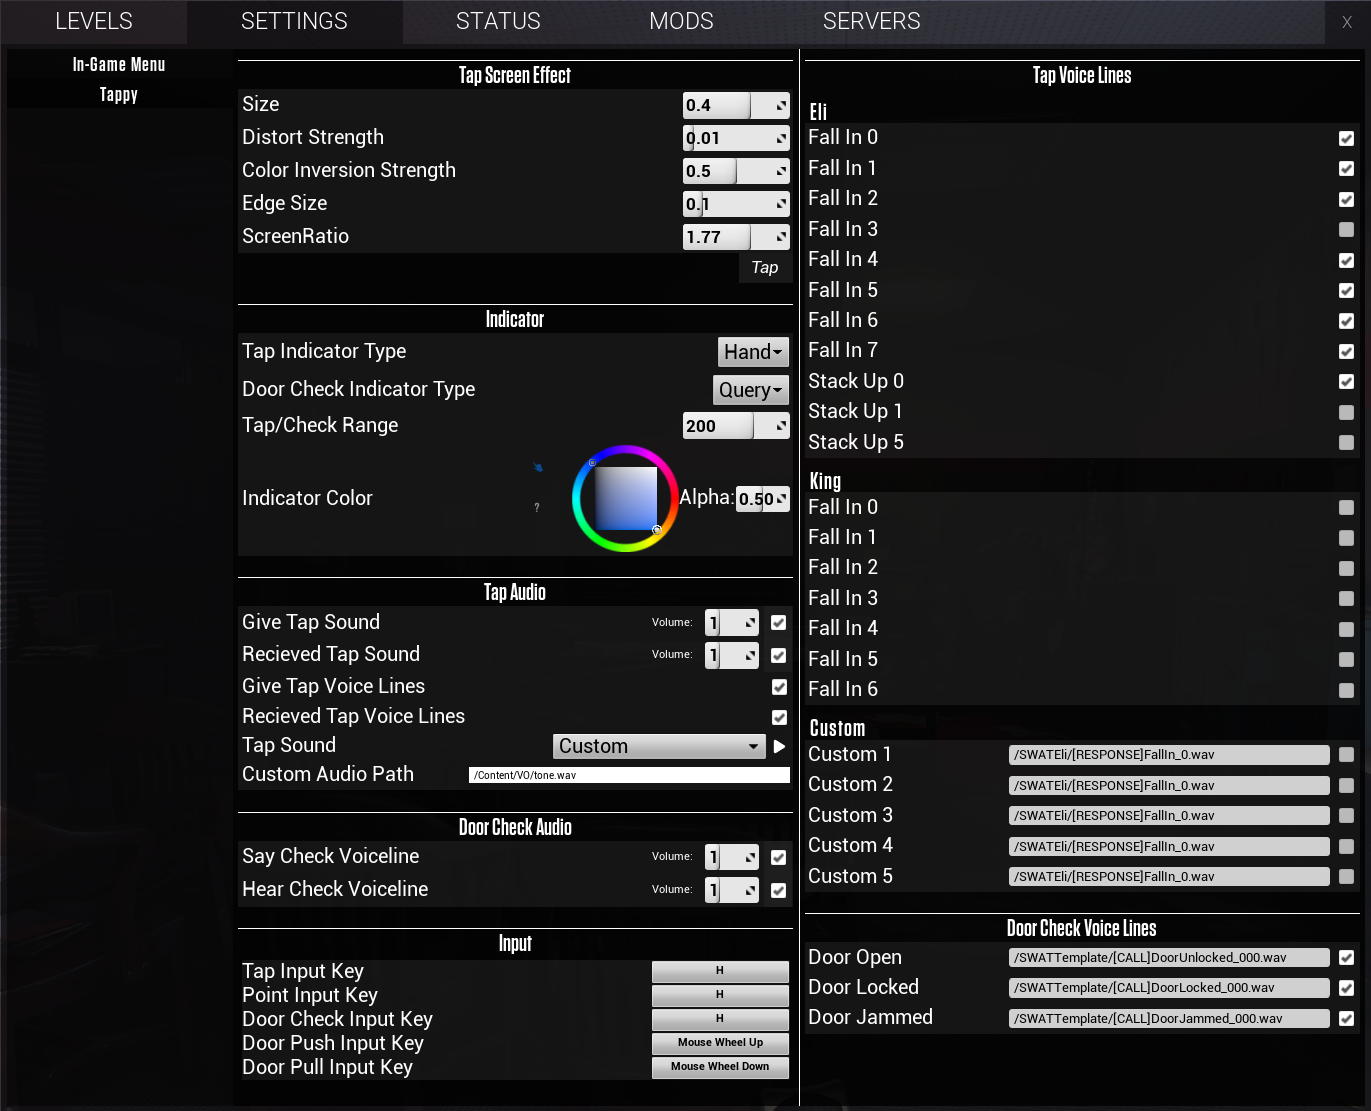 LEVELS SETTINGS STATUS MODS SERVERS X
In-Game Menu
Tappy
Tap Screen Effect
Size 0.4
Distort Strength 0.01
Color Inversion Strength 0.5
Edge Size 0.1
ScreenRatio 1.77
Tap
Indicator
Tap Indicator Type Hand
Door Check Indicator Type Query
Tap/Check Range 200
Indicator Color ? Alpha: 0.50
Tap Audio
Give Tap Sound Volume: 1
Recieved Tap Sound Volume: 1
Give Tap Voice Lines
Recieved Tap Voice Lines
Tap Sound Custom
Custom Audio Path /Content/VO/tone.wav
Door Check Audio
Say Check Voiceline Volume: 1
Hear Check Voiceline Volume: 1
Input
Tap Input Key H
Point Input Key H
Door Check Input Key H
Door Push Input Key Mouse Wheel Up
Door Pull Input Key Mouse Wheel Down
Tap Voice Lines
Eli
Fall In 0
Fall In 1
Fall In 2
Fall In 3
Fall In 4
Fall In 5
Fall In 6
Fall In 7
Stack Up 0
Stack Up 1
Stack Up 5
King
Fall In 0
Fall In 1
Fall In 2
Fall In 3
Fall In 4
Fall In 5
Fall In 6
Custom
Custom 1 /SWATEli/[RESPONSE]FallIn_0.wav
Custom 2 /SWATEli/[RESPONSE]FallIn_0.wav
Custom 3 /SWATEli/[RESPONSE]FallIn_0.wav
Custom 4 /SWATEli/[RESPONSE]FallIn_0.wav
Custom 5 /SWATEli/[RESPONSE]FallIn_0.wav
Door Check Voice Lines
Door Open /SWATTemplate/[CALL]DoorUnlocked_000.wav
Door Locked /SWATTemplate/[CALL]DoorLocked_000.wav
Door Jammed /SWATTemplate/[CALL]DoorJammed_000.wav